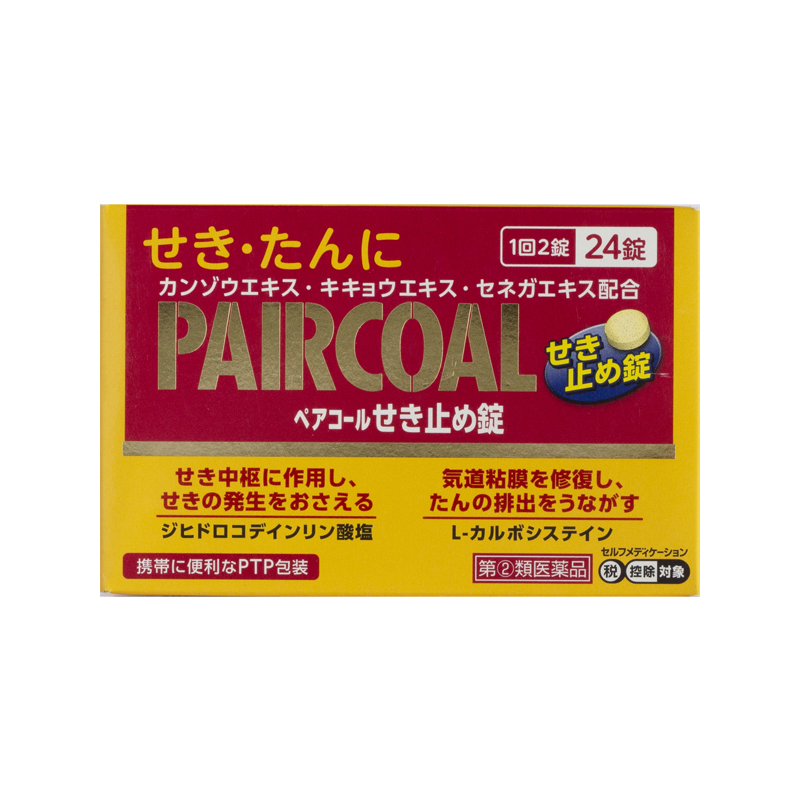 せき・たんに
1回2錠 24錠
カンゾウエキス・キキョウエキス・セネガエキス配合
PAIRCOAL
せき
止め錠
ペアコールせき止め錠
せき中枢に作用し、
せきの発生をおさえる
ジヒドロコデインリン酸塩
気道粘膜を修復し、
たんの排出をうながす
L-カルボシステイン
携帯に便利なPTP包装
第②類医薬品
セルフメディケーション
税 控除 対象